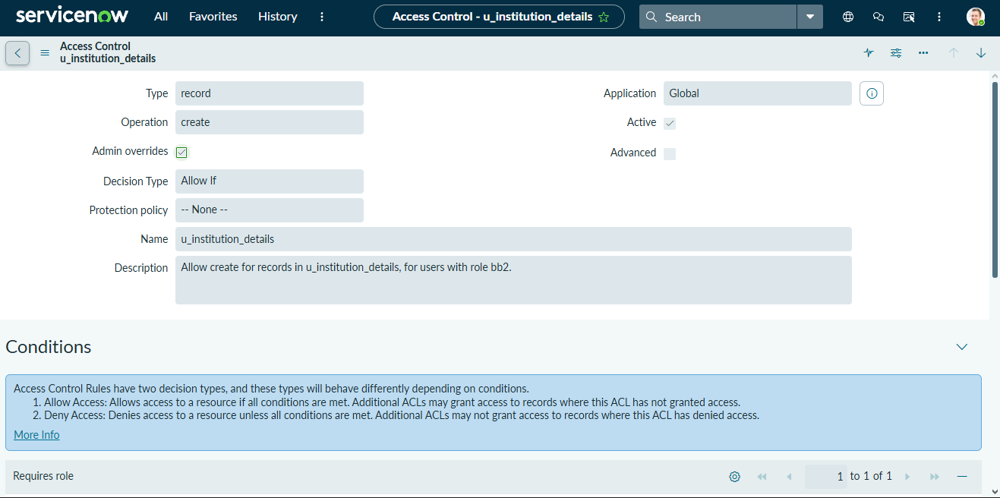 servicenow All Favorites History Access Control - u_institution_details Search
Access Control
u_institution_details
Type record Application Global
Operation create Active
Admin overrides Advanced
Decision Type Allow If
Protection policy -- None --
Name u_institution_details
Description Allow create for records in u_institution_details, for users with role bb2.
Conditions
Access Control Rules have two decision types, and these types will behave differently depending on conditions.
1. Allow Access: Allows access to a resource if all conditions are met. Additional ACLs may grant access to records where this ACL has not granted access.
2. Deny Access: Denies access to a resource unless all conditions are met. Additional ACLs may not grant access to records where this ACL has denied access.
More Info
Requires role 1 to 1 of 1